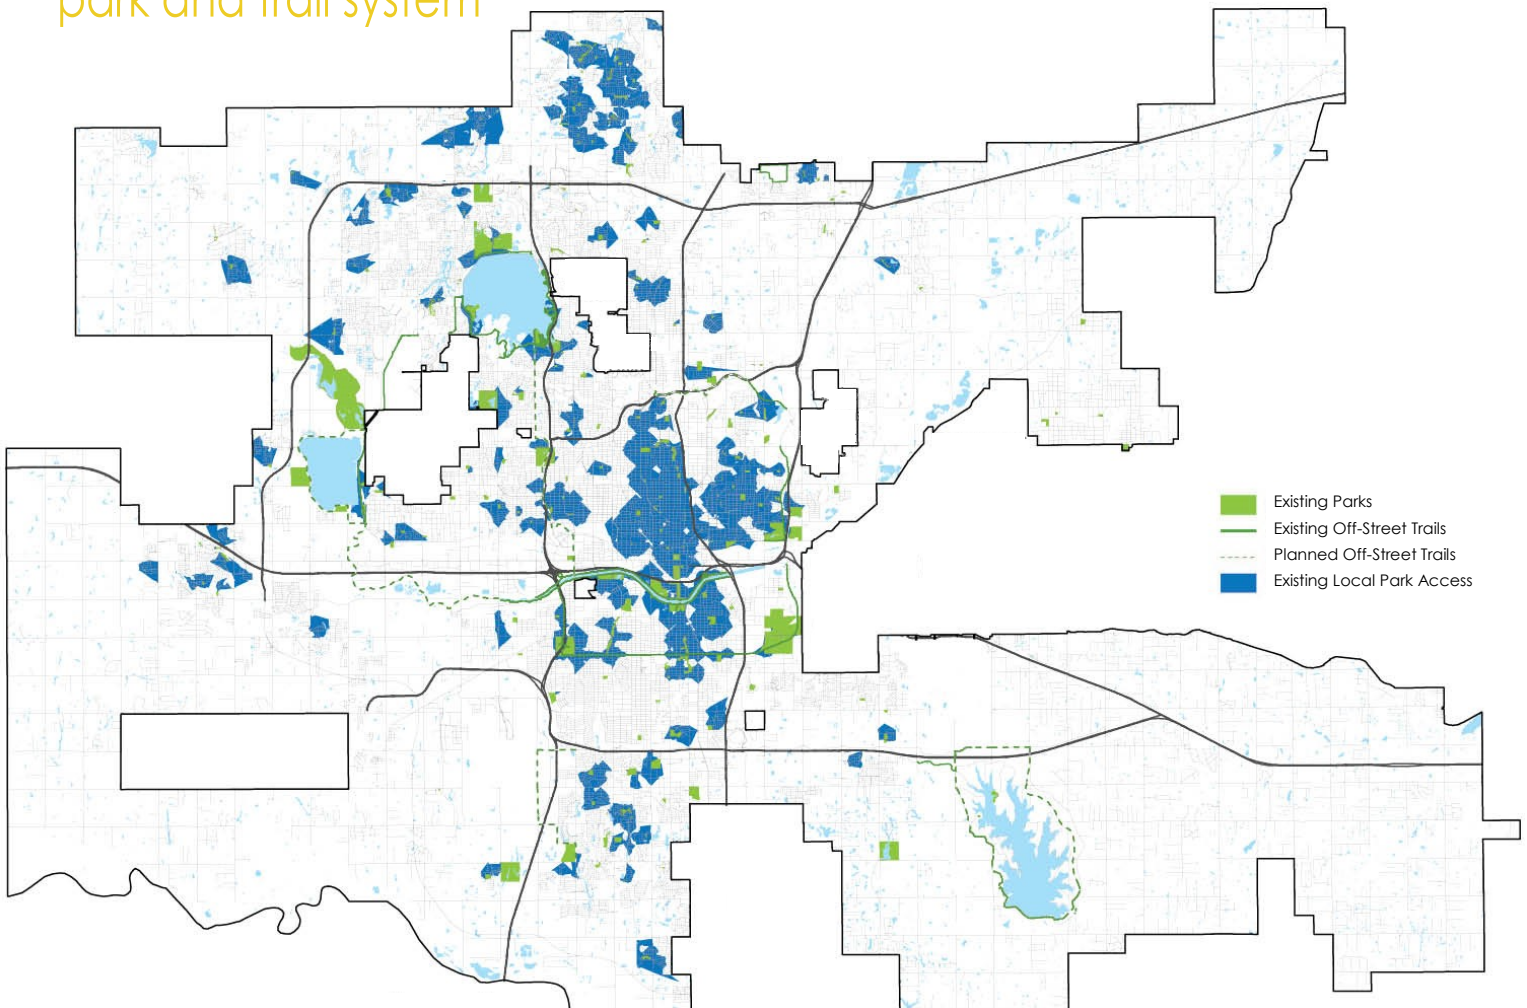 park and trail system
Existing Parks
Existing Off-Street Trails
Planned Off-Street Trails
Existing Local Park Access